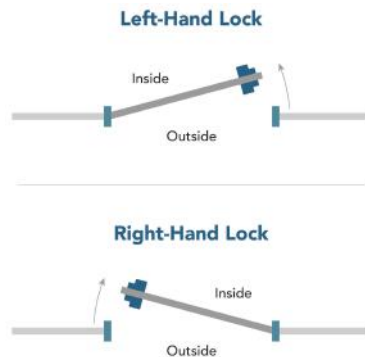 Left-Hand Lock
Inside
Outside
Right-Hand Lock
Inside
Outside